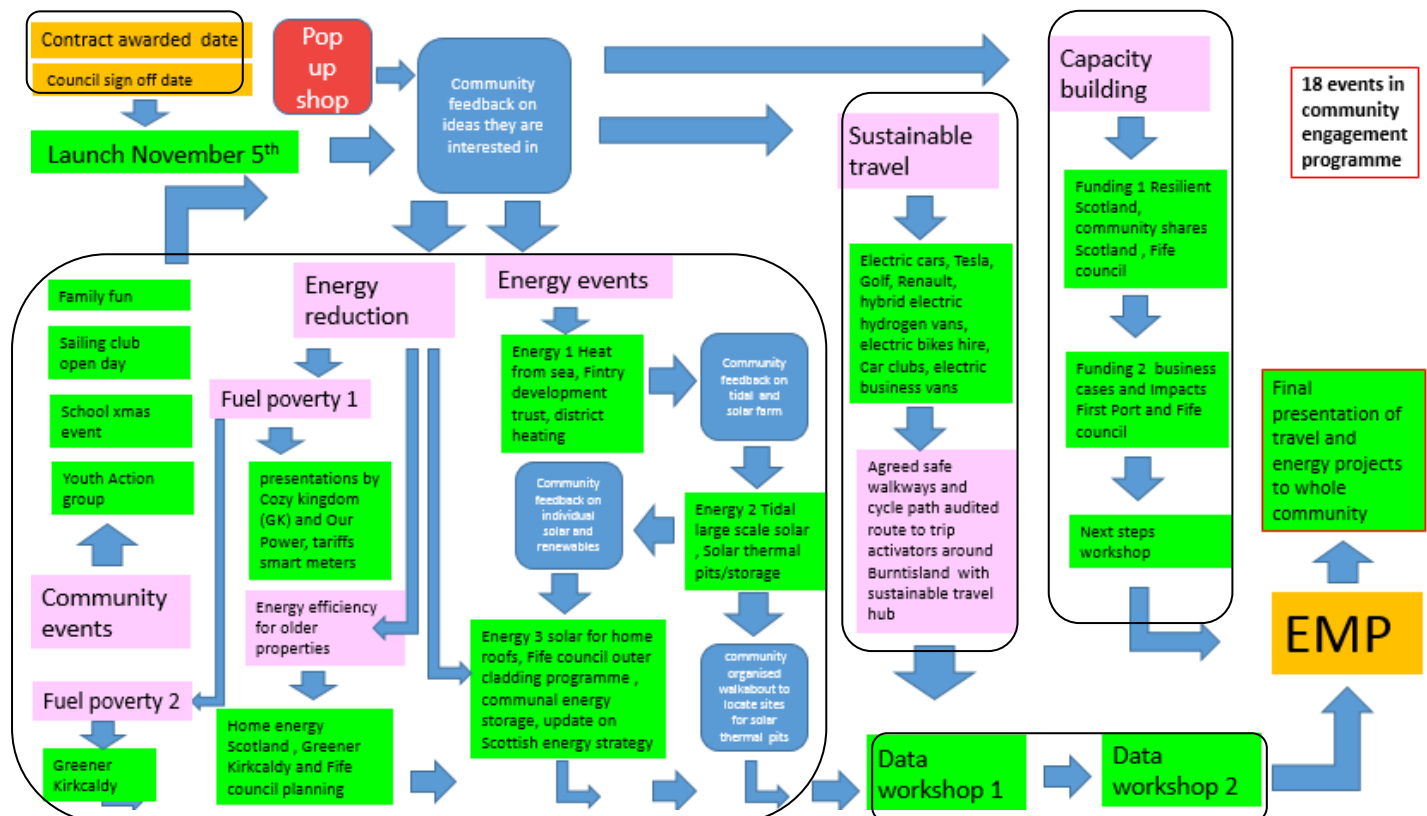 Contract awarded date
Council sign off date
Launch November 5th
Pop
up
shop
Community
feedback on
ideas they are
interested in
Capacity
building
18 events in
community
engagement
programme
Sustainable
travel
Funding 1 Resilient
Scotland,
community shares
Scotland , Fife
council
Family fun
Sailing club
open day
School xmas
event
Youth Action
group
Community
events
Energy
reduction
Fuel poverty 1
presentations by
Cozy kingdom
(GK) and Our
Power, tariffs
smart meters
Energy efficiency
for older
properties
Fuel poverty 2
Greener
Kirkcaldy
Home energy
Scotland , Greener
Kirkcaldy and Fife
council planning
Energy events
Energy 1 Heat
from sea, Fintry
development
trust, district
heating
Community
feedback on
tidal and
solar farm
Community
feedback on
individual
solar and
renewables
Energy 2 Tidal
large scale solar
, Solar thermal
pits/storage
Energy 3 solar for home
roofs, Fife council outer
cladding programme ,
communal energy
storage, update on
Scottish energy strategy
community
organised
walkabout to
locate sites
for solar
thermal pits
Electric cars, Tesla,
Golf, Renault,
hybrid electric
hydrogen vans,
electric bikes hire,
Car clubs, electric
business vans
Agreed safe
walkways and
cycle path audited
route to trip
activators around
Burntisland with
sustainable travel
hub
Funding 2 business
cases and Impacts
First Port and Fife
council
Next steps
workshop
Data
workshop 1
Data
workshop 2
EMP
Final
presentation of
travel and
energy projects
to whole
community